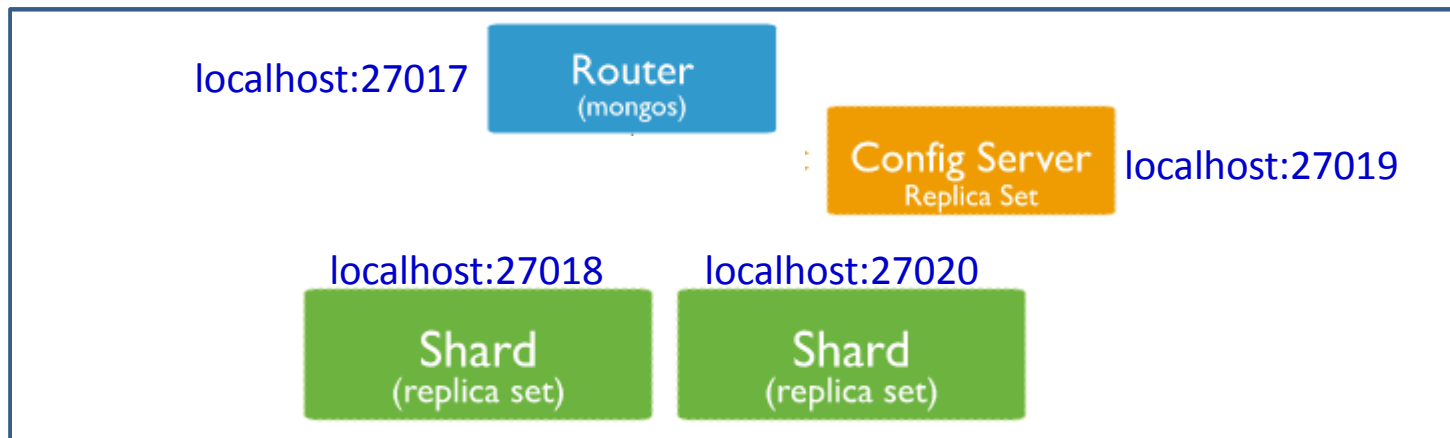 localhost:27017
Router
(mongos)
Config Server
Replica Set
localhost:27019
localhost:27018
localhost:27020
Shard
(replica set)
Shard
(replica set)